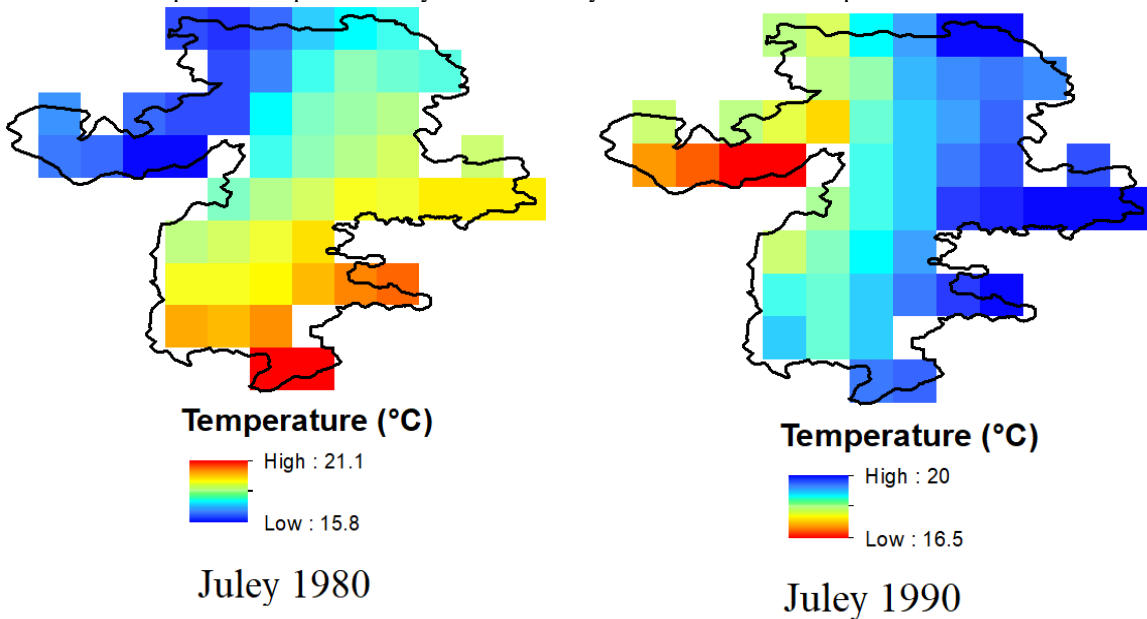 Temperature (°C)
High : 21.1
Low : 15.8
Juley 1980
Temperature (°C)
High : 20
Low : 16.5
Juley 1990